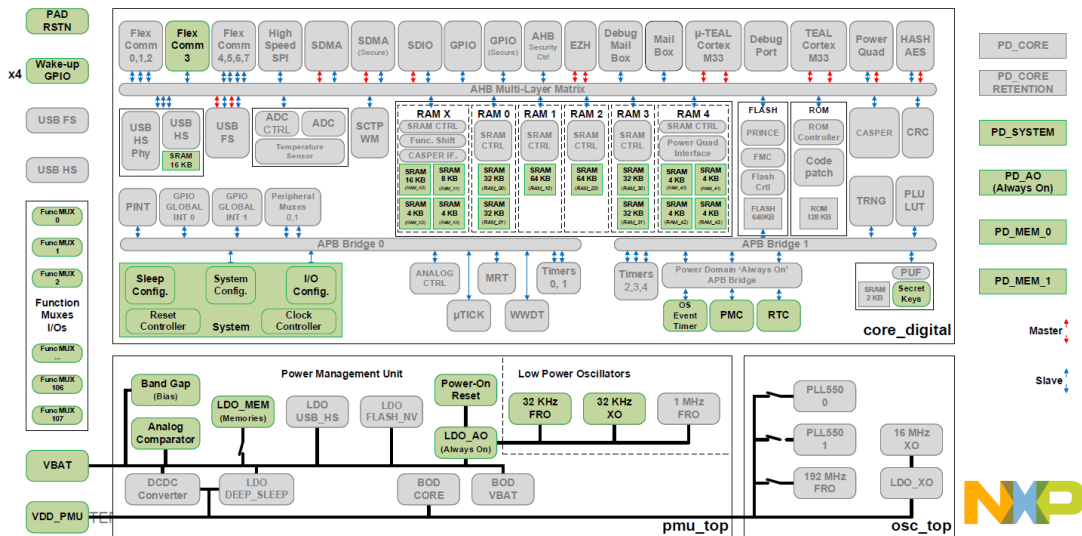 PAD
RSTN
x4
Wake-up
GPIO
USB FS
USB HS
Func MUX
0
Func MUX
1
Func MUX
2
Function
Muxes
I/Os
Func MUX
...
Func MUX
106
Func MUX
107
VBAT
VDD_PMU
Flex
Comm
0,1,2
Flex
Comm
3
Flex
Comm
4,5,6,7
High
Speed
SPI
SDMA
SDMA
(Secure)
SDIO
GPIO
GPIO
(Secure)
AHB
Security
Ctrl
EZH
Debug
Mail
Box
Mail
Box
µ-TEAL
Cortex
M33
Debug
Port
TEAL
Cortex
M33
Power
Quad
HASH
AES
AHB Multi-Layer Matrix
USB
HS
Phy
USB
HS
SRAM
16 KB
USB
FS
ADC
CTRL
ADC
Temperature
Sensor
SCTP
WM
RAM X
SRAM CTRL
Func. Shift
CASPER IF.
SRAM
16 KB
(RAM_X0)
SRAM
8 KB
(RAM_X1)
SRAM
4 KB
(RAM_X2)
SRAM
4 KB
(RAM_X3)
RAM 0
SRAM
CTRL
SRAM
32 KB
(RAM_00)
SRAM
32 KB
(RAM_01)
RAM 1
SRAM
CTRL
SRAM
64 KB
(RAM_10)
RAM 2
SRAM
CTRL
SRAM
64 KB
(RAM_20)
RAM 3
SRAM
CTRL
SRAM
32 KB
(RAM_30)
SRAM
32 KB
(RAM_31)
RAM 4
SRAM CTRL
Power Quad
Interface
SRAM
4 KB
(RAM_40)
SRAM
4 KB
(RAM_41)
SRAM
4 KB
(RAM_42)
SRAM
4 KB
(RAM_43)
FLASH
PRINCE
FMC
Flash
Crtl
FLASH
640KB
ROM
ROM
Controller
Code
patch
ROM
128 KB
CASPER
CRC
PINT
GPIO
GLOBAL
INT 0
GPIO
GLOBAL
INT 1
Peripheral
Muxes
0,1
TRNG
PLU
LUT
APB Bridge 0
APB Bridge 1
Sleep
Config.
System
Config.
I/O
Config.
Reset
Controller
System
Clock
Controller
ANALOG
CTRL
µTICK
MRT
WWDT
Timers
0, 1
Timers
2,3,4
Power Domain 'Always On'
APB Bridge
OS
Event
Timer
PMC
RTC
PUF
SRAM
2 KB
Secret
Keys
core_digital
Power Management Unit
Band Gap
(Bias)
Analog
Comparator
LDO_MEM
(Memories)
LDO
USB_HS
LDO
FLASH_NV
Power-On
Reset
LDO_AO
(Always On)
Low Power Oscillators
32 KHz
FRO
32 KHz
XO
1 MHz
FRO
DCDC
Converter
LDO
DEEP_SLEEP
BOD
CORE
BOD
VBAT
pmu_top
PLL550
0
PLL550
1
192 MHz
FRO
16 MHz
XO
LDO_XO
osc_top
PD_CORE
PD_CORE
RETENTION
PD_SYSTEM
PD_AO
(Always On)
PD_MEM_0
PD_MEM_1
Master
Slave
NXP